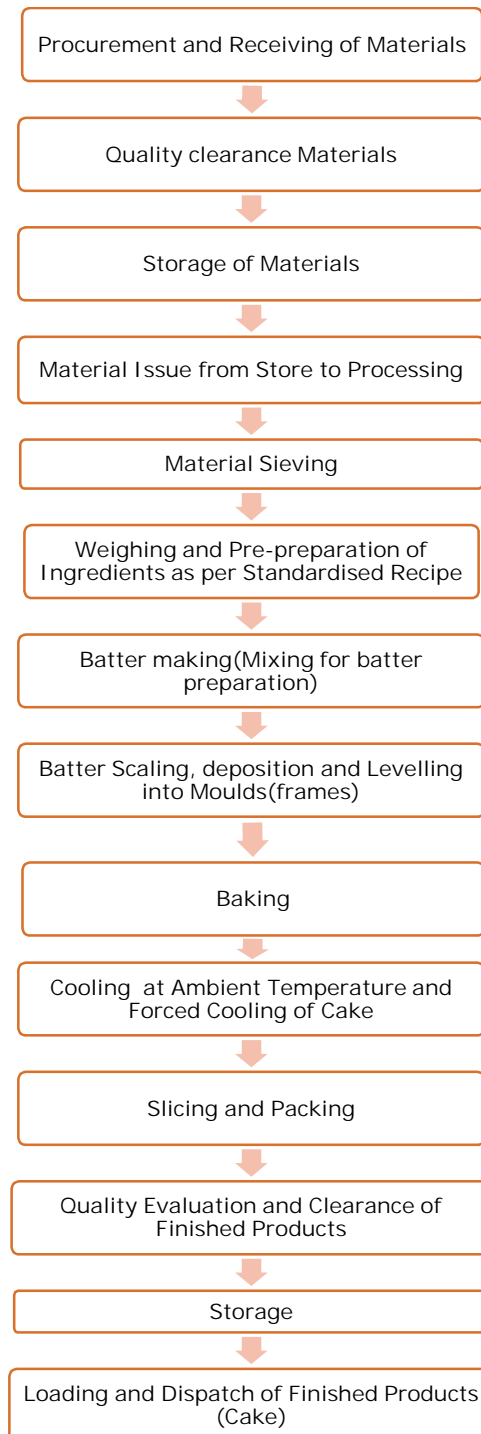 Procurement and Receiving of Materials
Quality clearance Materials
Storage of Materials
Material Issue from Store to Processing
Material Sieving
Weighing and Pre-preparation of
Ingredients as per Standardised Recipe
Batter making(Mixing for batter
preparation)
Batter Scaling, deposition and Levelling
into Moulds(frames)
Baking
Cooling at Ambient Temperature and
Forced Cooling of Cake
Slicing and Packing
Quality Evaluation and Clearance of
Finished Products
Storage
Loading and Dispatch of Finished Products
(Cake)